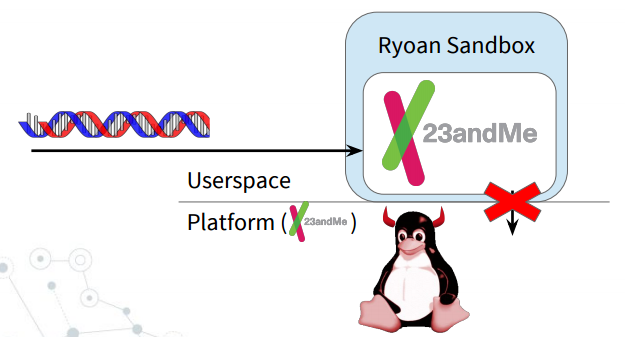 Ryoan Sandbox
23andMe
Userspace
Platform (23andMe)